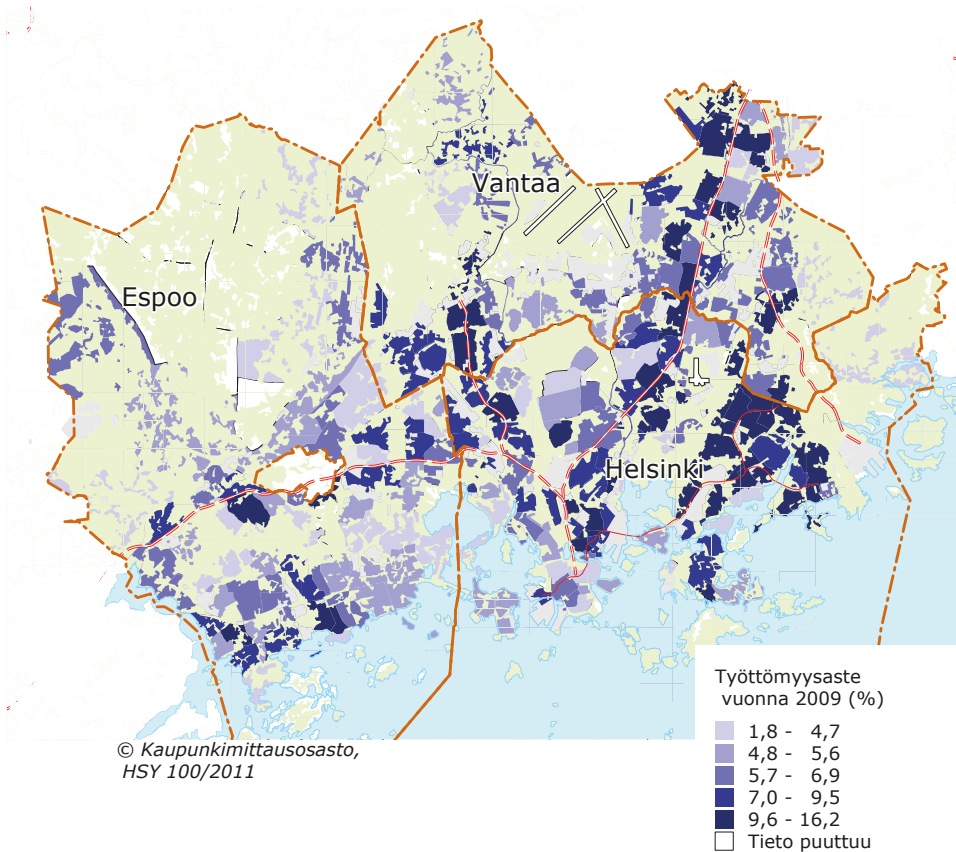 Vantaa
Espoo
Helsinki
Työttömyysaste
vuonna 2009 (%)
1,8 - 4,7
4,8 - 5,6
5,7 - 6,9
7,0 - 9,5
9,6 - 16,2
Tieto puuttuu
© Kaupunkimittausosasto,
HSY 100/2011